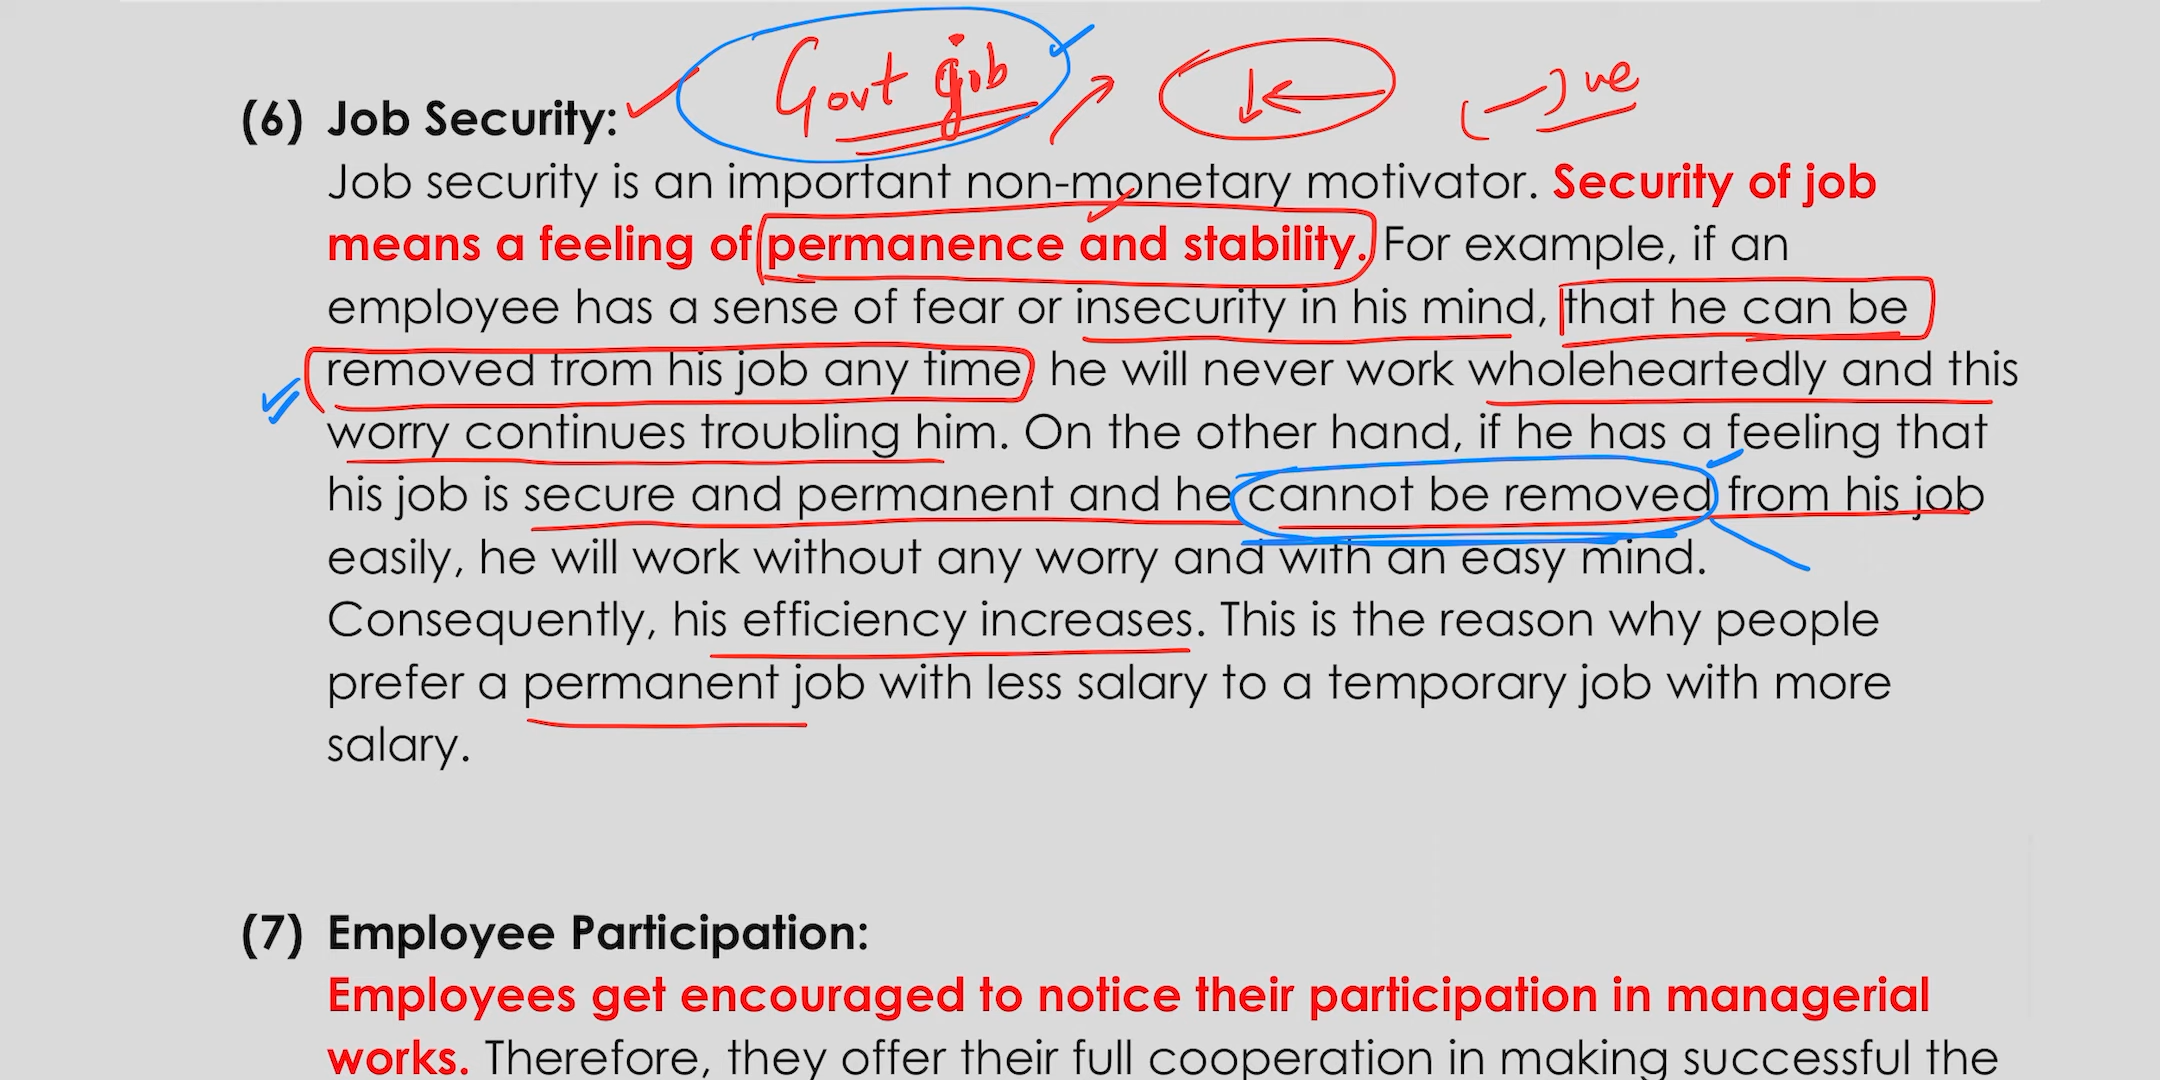 Govt job
(-)ve
(6) Job Security:
Job security is an important non-monetary motivator. Security of job
means a feeling of permanence and stability. For example, if an
employee has a sense of fear or insecurity in his mind, that he can be
removed from his job any time, he will never work wholeheartedly and this
worry continues troubling him. On the other hand, if he has a feeling that
his job is secure and permanent and he cannot be removed from his job
easily, he will work without any worry and with an easy mind.
Consequently, his efficiency increases. This is the reason why people
prefer a permanent job with less salary to a temporary job with more
salary.
(7) Employee Participation:
Employees get encouraged to notice their participation in managerial
works. Therefore, they offer their full cooperation in making successful the